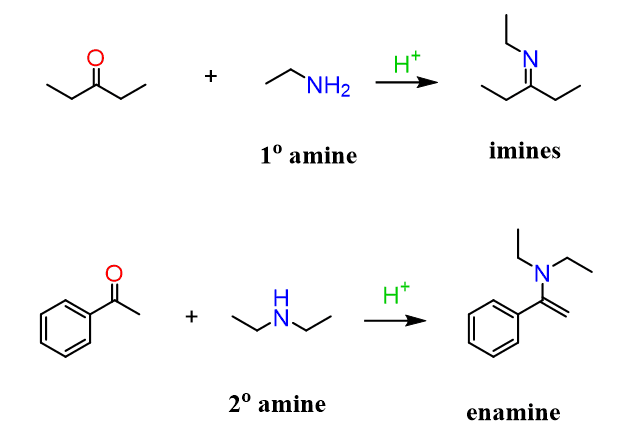 O
+
NH₂
H⁺
N
1º amine
imines
O
+
H
N
H⁺
N
2º amine
enamine